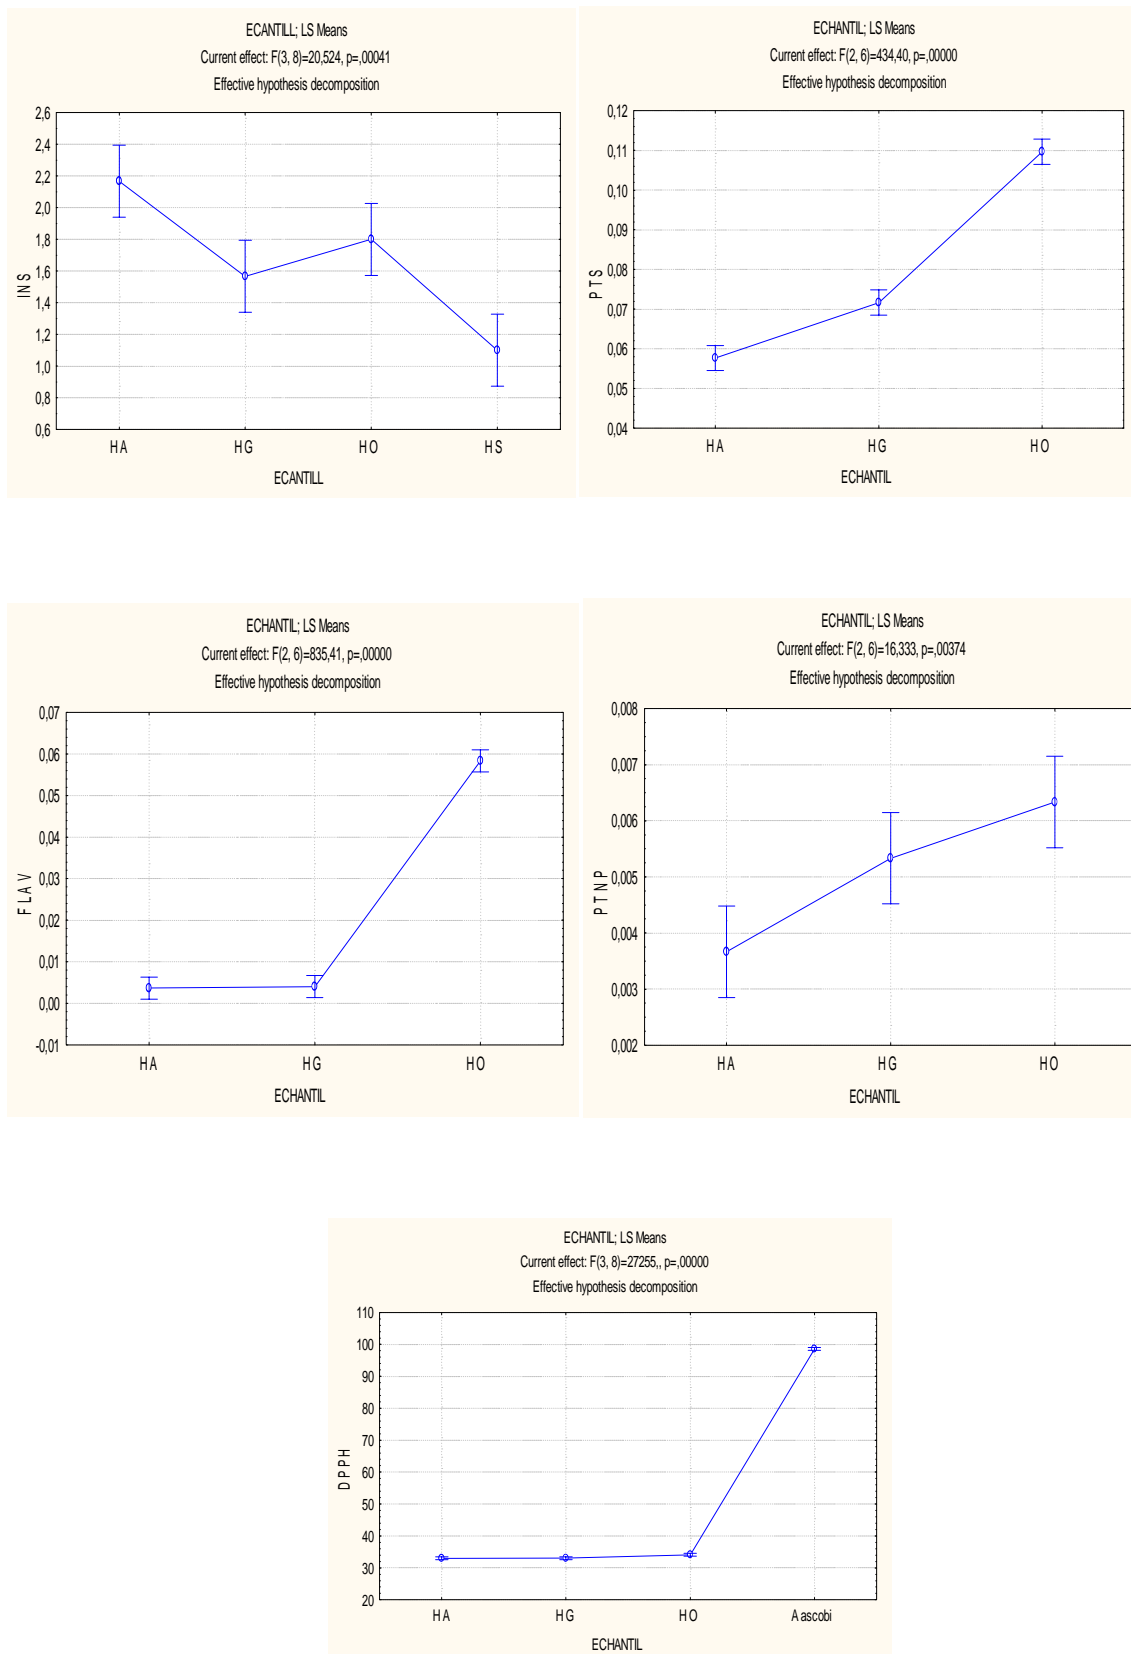 ECANTILL; LS Means
Current effect: F(3, 8)=20,524, p=,00041
Effective hypothesis decomposition
2,6
2,4
2,2
2,0
1,8
1,6
1,4
1,2
1,0
0,8
0,6
INS
HA HG HO HS
ECANTILL
ECHANTIL; LS Means
Current effect: F(2, 6)=434,40, p=,00000
Effective hypothesis decomposition
0,12
0,11
0,10
0,09
0,08
0,07
0,06
0,05
0,04
PTS
HA HG HO
ECHANTIL
ECHANTIL; LS Means
Current effect: F(2, 6)=835,41, p=,00000
Effective hypothesis decomposition
0,07
0,06
0,05
0,04
0,03
0,02
0,01
0,00
-0,01
FLAV
HA HG HO
ECHANTIL
ECHANTIL; LS Means
Current effect: F(2, 6)=16,333, p=,00374
Effective hypothesis decomposition
0,008
0,007
0,006
0,005
0,004
0,003
0,002
PTNP
HA HG HO
ECHANTIL
ECHANTIL; LS Means
Current effect: F(3, 8)=27255,, p=,00000
Effective hypothesis decomposition
110
100
90
80
70
60
50
40
30
20
DPPH
HA HG HO Aascobi
ECHANTIL